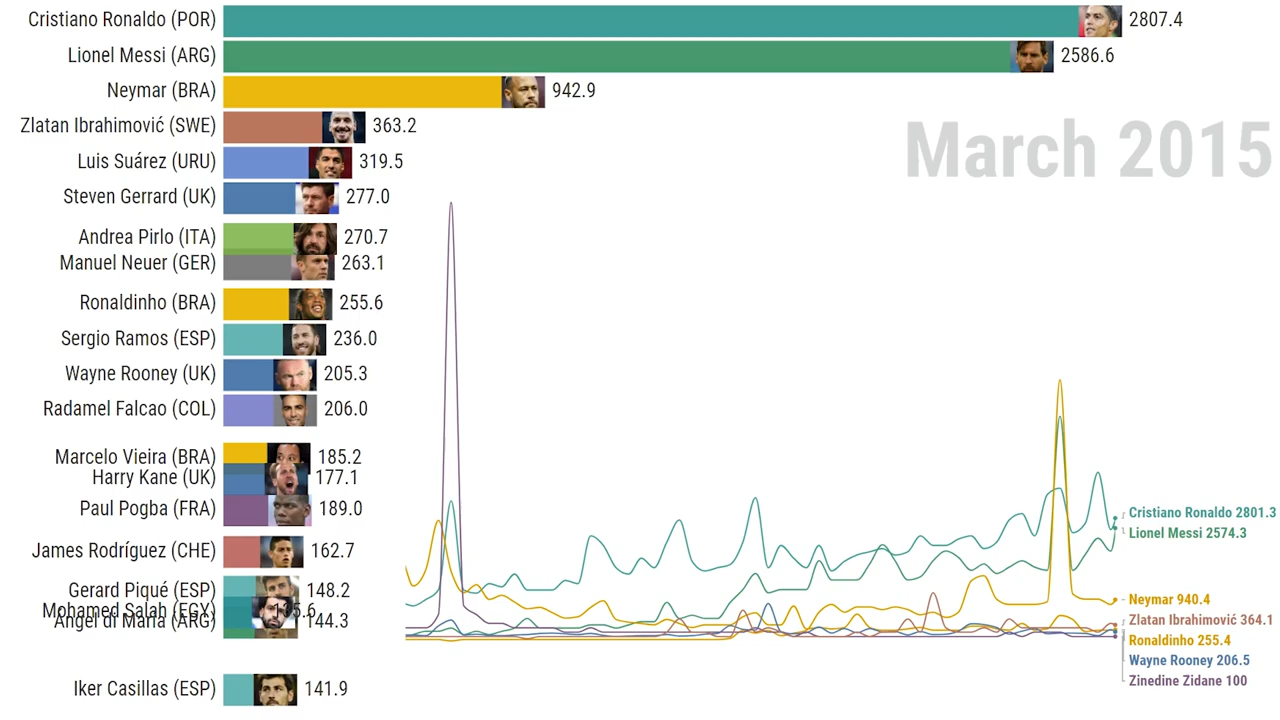 Cristiano Ronaldo (POR) 2807.4
Lionel Messi (ARG) 2586.6
Neymar (BRA) 942.9
Zlatan Ibrahimović (SWE) 363.2
March 2015
Luis Suárez (URU) 319.5
Steven Gerrard (UK) 277.0
Andrea Pirlo (ITA) 270.7
Manuel Neuer (GER) 263.1
Ronaldinho (BRA) 255.6
Sergio Ramos (ESP) 236.0
Wayne Rooney (UK) 205.3
Radamel Falcao (COL) 206.0
Marcelo Vieira (BRA) 185.2
Harry Kane (UK) 177.1
Paul Pogba (FRA) 189.0
James Rodríguez (CHE) 162.7
Gerard Piqué (ESP) 148.2
Mohamed Salah (EGY)
Angel di María (ARG) 144.3
Iker Casillas (ESP) 141.9
Cristiano Ronaldo 2801.3
Lionel Messi 2574.3
Neymar 940.4
Zlatan Ibrahimović 364.1
Ronaldinho 255.4
Wayne Rooney 206.5
Zinedine Zidane 100